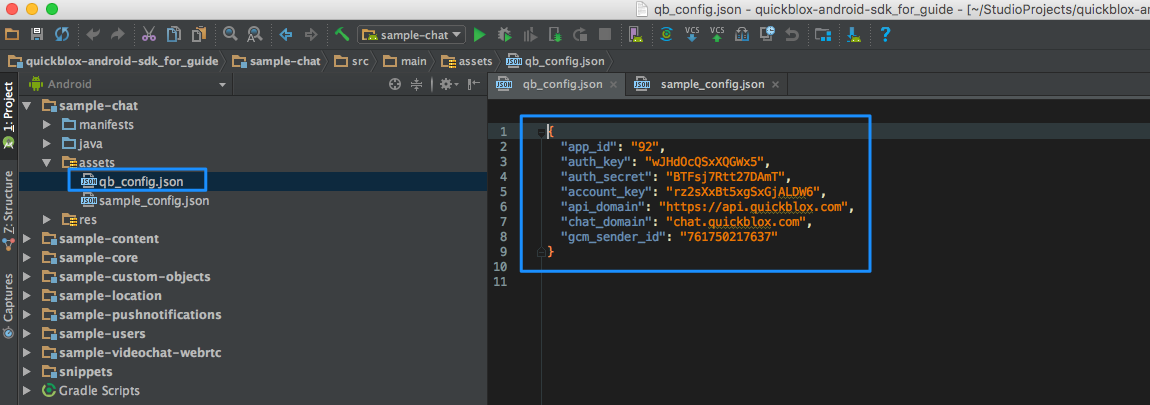 qb_config.json - quickblox-android-sdk_for_guide - [~/StudioProjects/quickblox-a
sample-chat
VCS VCS
quickblox-android-sdk_for_guide sample-chat src main assets qb_config.json
1: Project
Z: Structure
Captures
Android
sample-chat
manifests
java
assets
qb_config.json
sample_config.json
res
sample-content
sample-core
sample-custom-objects
sample-location
sample-pushnotifications
sample-users
sample-videochat-webrtc
snippets
Gradle Scripts
qb_config.json sample_config.json
1 {
2 "app_id": "92",
3 "auth_key": "wJHdOcQSxXQGWx5",
4 "auth_secret": "BTFsj7Rtt27DAmT",
5 "account_key": "rz2sXxBt5xgSxGjALDW6",
6 "api_domain": "https://api.quickblox.com",
7 "chat_domain": "chat.quickblox.com",
8 "gcm_sender_id": "761750217637"
9 }
10
11